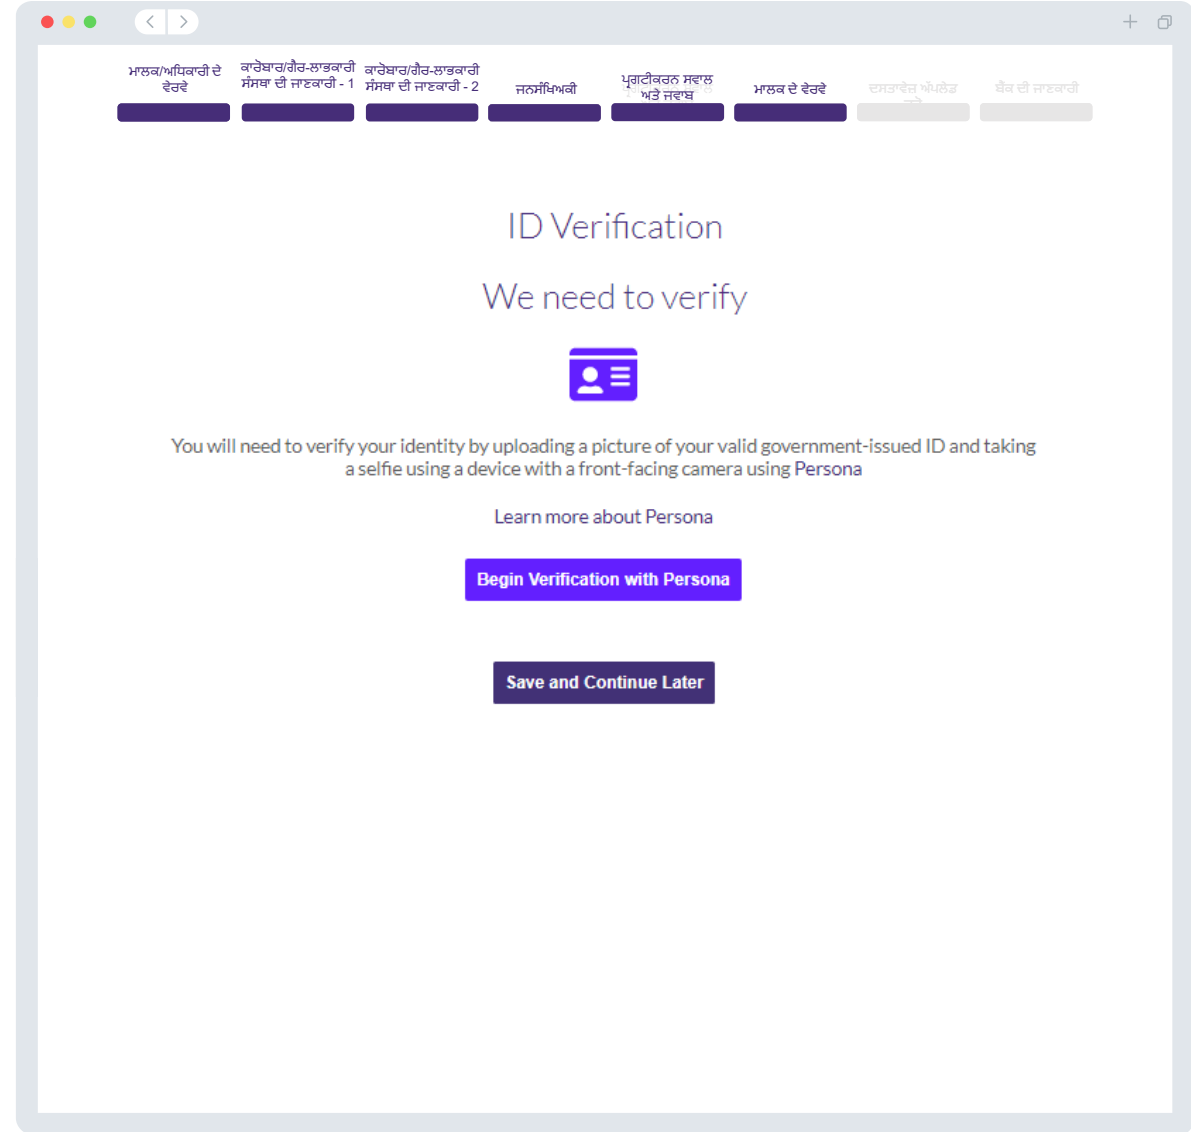 ਮਾਲਕ/ਅਧਿਕਾਰੀ ਦੇ
ਵੇਰਵੇ
ਕਾਰੋਬਾਰ/ਗੈਰ-ਲਾਭਕਾਰੀ
ਸੰਸਥਾ ਦੀ ਜਾਣਕਾਰੀ - 1
ਕਾਰੋਬਾਰ/ਗੈਰ-ਲਾਭਕਾਰੀ
ਸੰਸਥਾ ਦੀ ਜਾਣਕਾਰੀ - 2
ਜਨਸੰਖਿਅਕੀ
ਪ੍ਰਗਟੀਕਰਨ ਸਵਾਲ
ਅਤੇ ਜਵਾਬ
ਮਾਲਕ ਦੇ ਵੇਰਵੇ
ਦਸਤਾਵੇਜ਼ ਅੱਪਲੋਡ
ਬੈਂਕ ਦੀ ਜਾਣਕਾਰੀ
ID Verification
We need to verify
You will need to verify your identity by uploading a picture of your valid government-issued ID and taking
a selfie using a device with a front-facing camera using Persona
Learn more about Persona
Begin Verification with Persona
Save and Continue Later